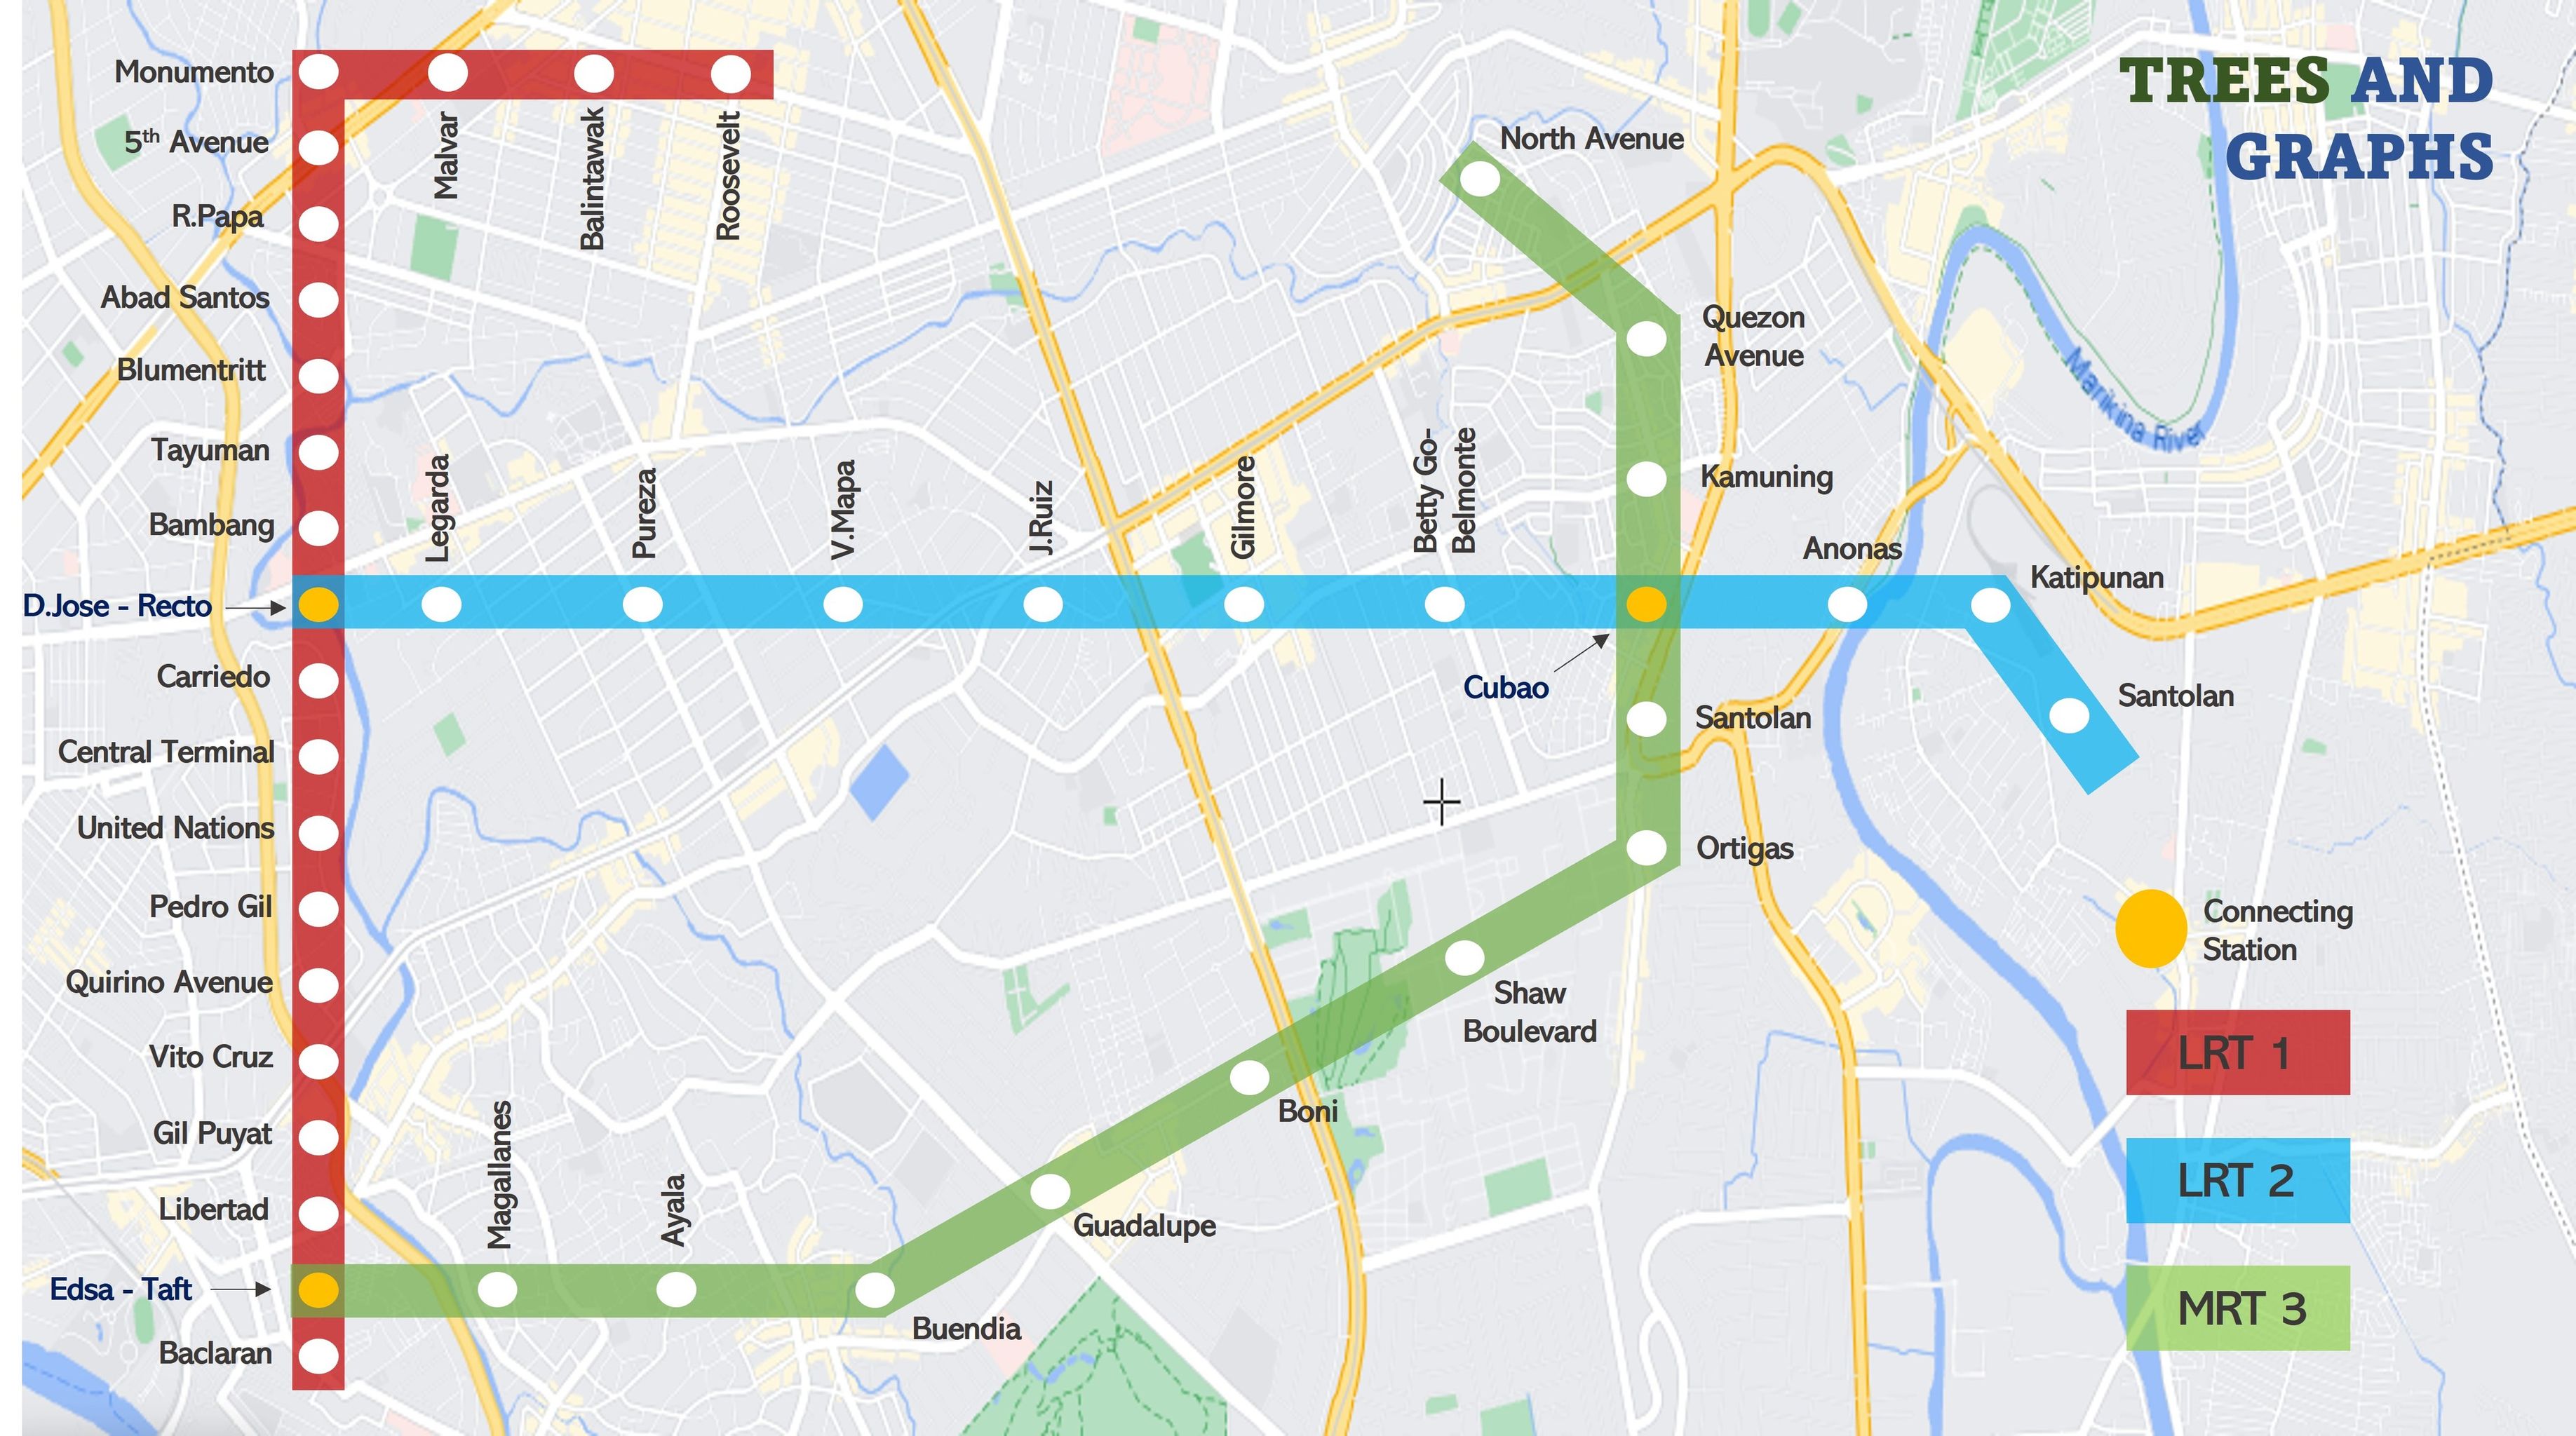 TREES AND
GRAPHS
Monumento
5th Avenue
R.Papa
Abad Santos
Blumentritt
Tayuman
Bambang
D.Jose - Recto
Carriedo
Central Terminal
United Nations
Pedro Gil
Quirino Avenue
Vito Cruz
Gil Puyat
Libertad
Edsa - Taft
Baclaran
Malvar
Balintawak
Roosevelt
Legarda
Pureza
V.Mapa
J.Ruiz
Gilmore
Betty Go-
Belmonte
Cubao
Anonas
Katipunan
Santolan
North Avenue
Quezon
Avenue
Kamuning
Santolan
Ortigas
Shaw
Boulevard
Boni
Guadalupe
Buendia
Ayala
Magallanes
Marikina River
Connecting
Station
LRT 1
LRT 2
MRT 3